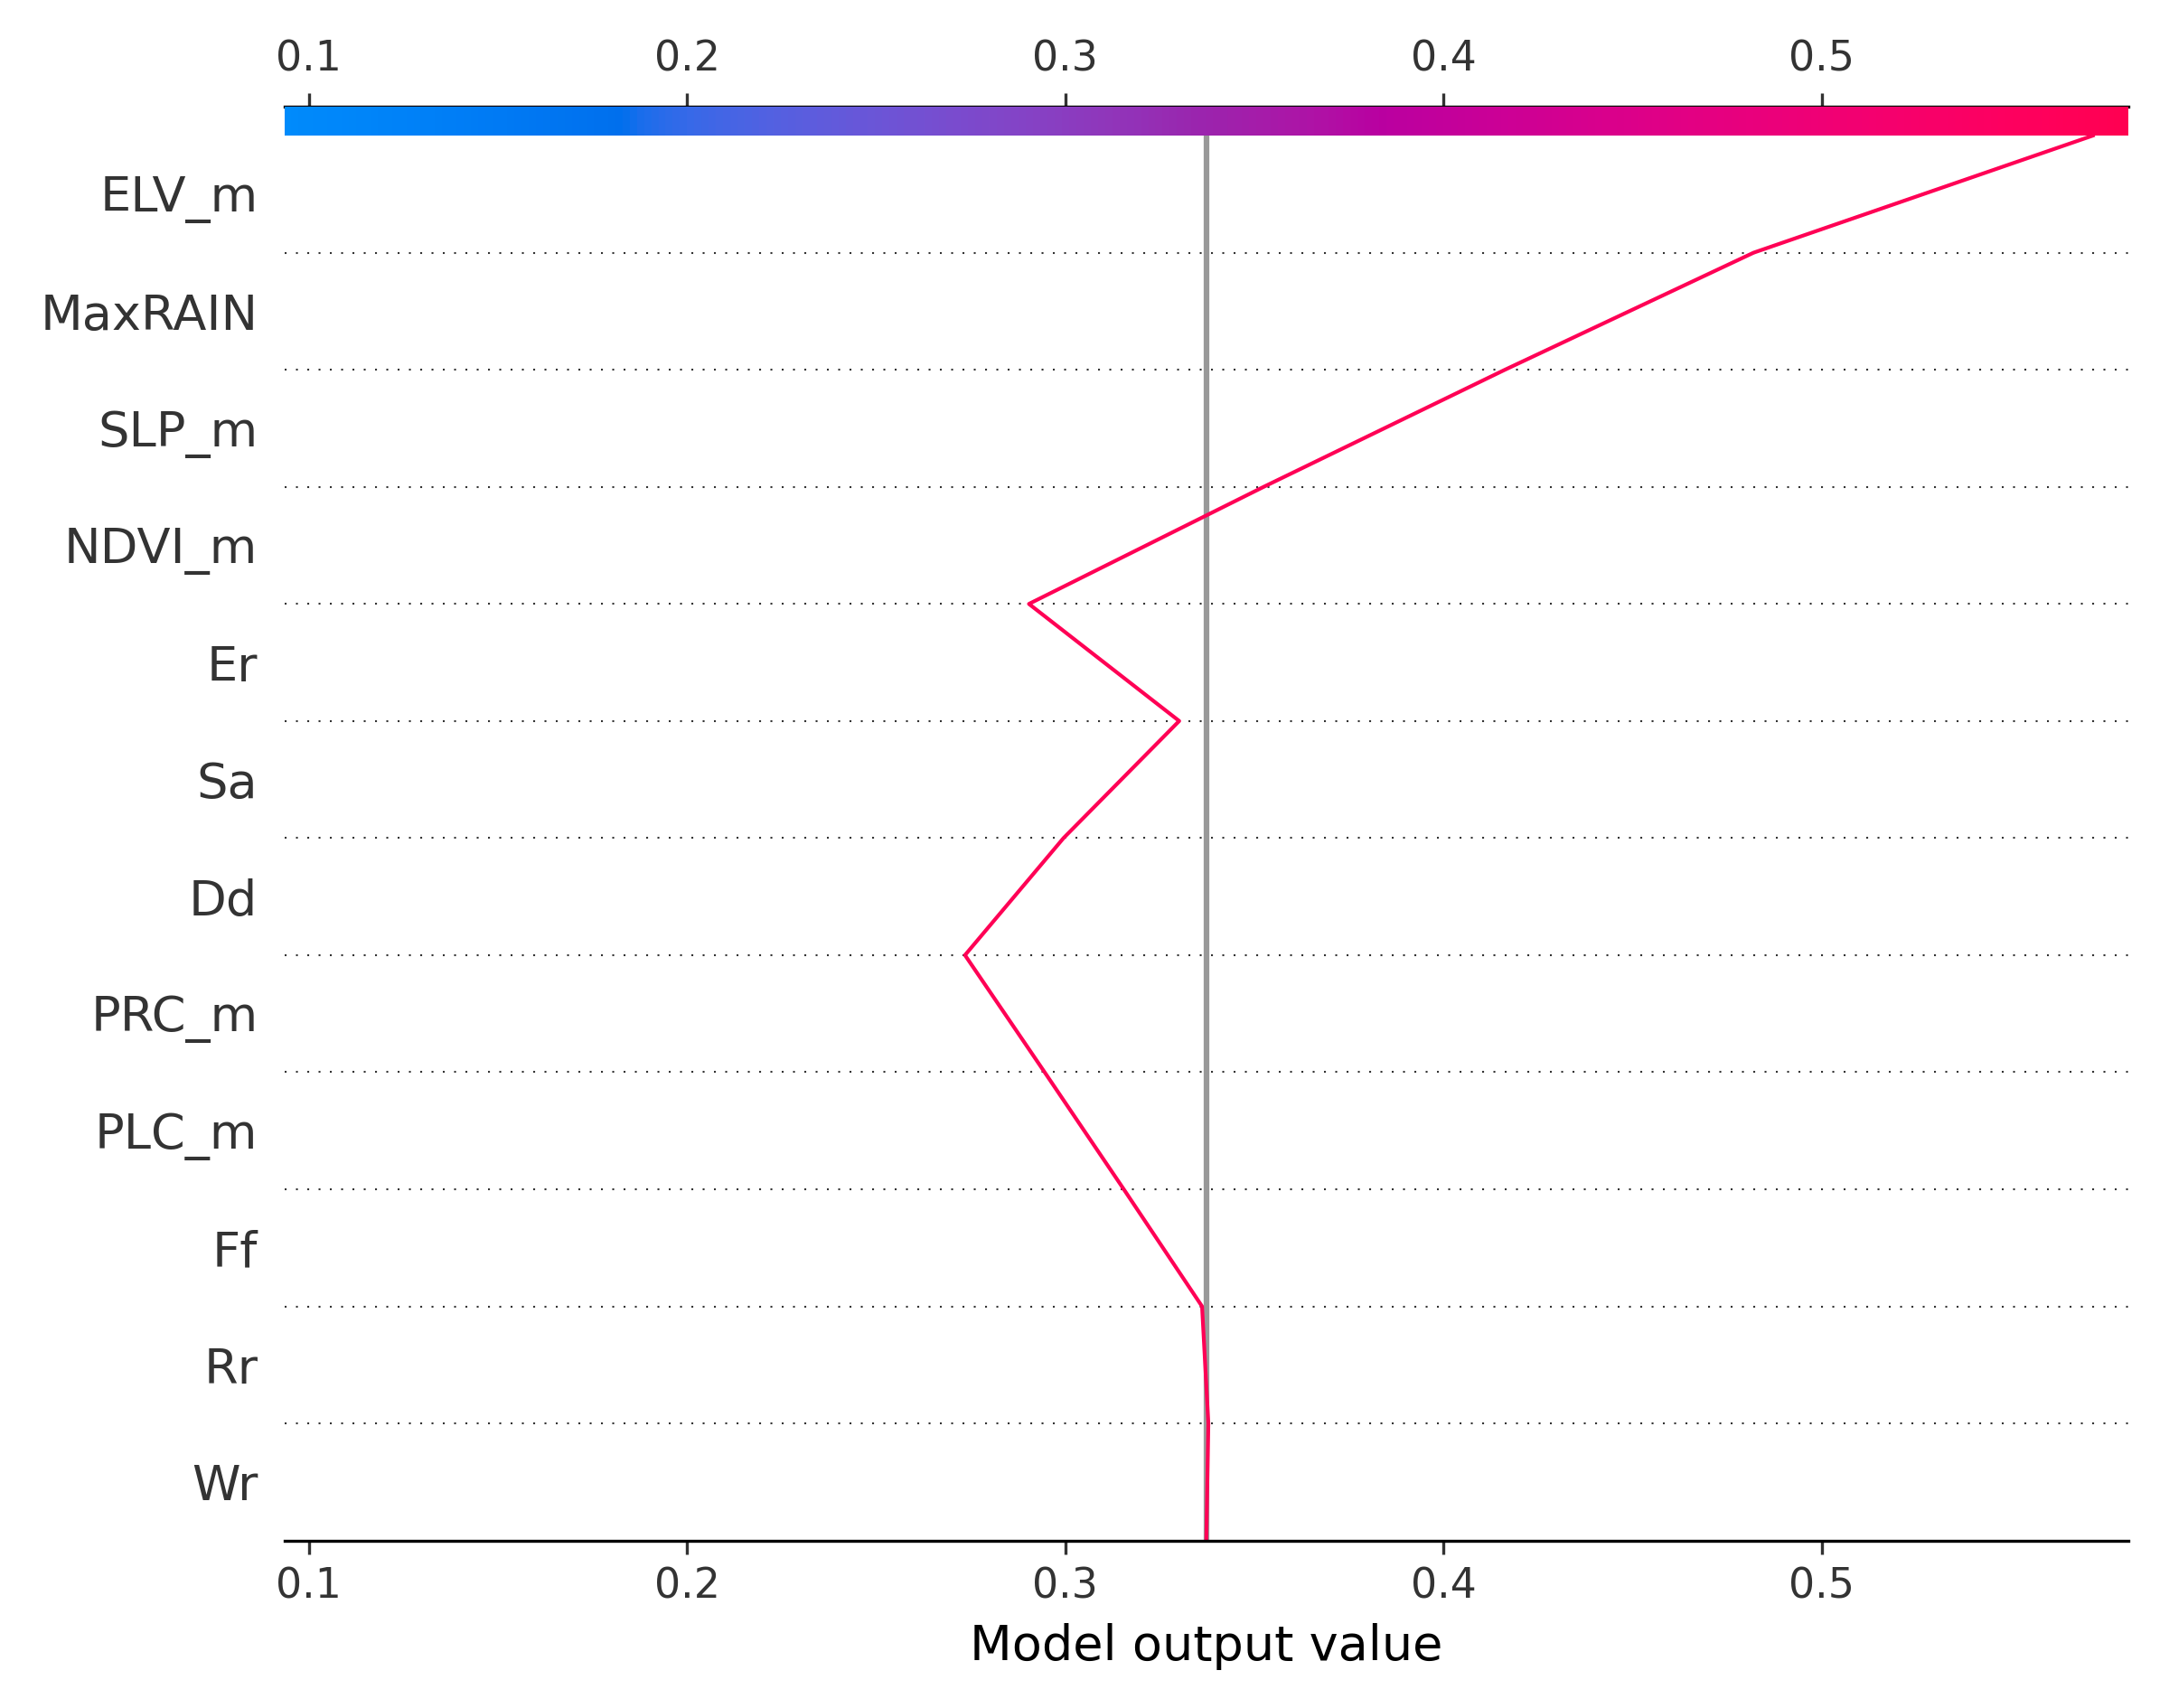 0.1 0.2 0.3 0.4 0.5
ELV_m
MaxRAIN
SLP_m
NDVI_m
Er
Sa
Dd
PRC_m
PLC_m
Ff
Rr
Wr
0.1 0.2 0.3 0.4 0.5
Model output value